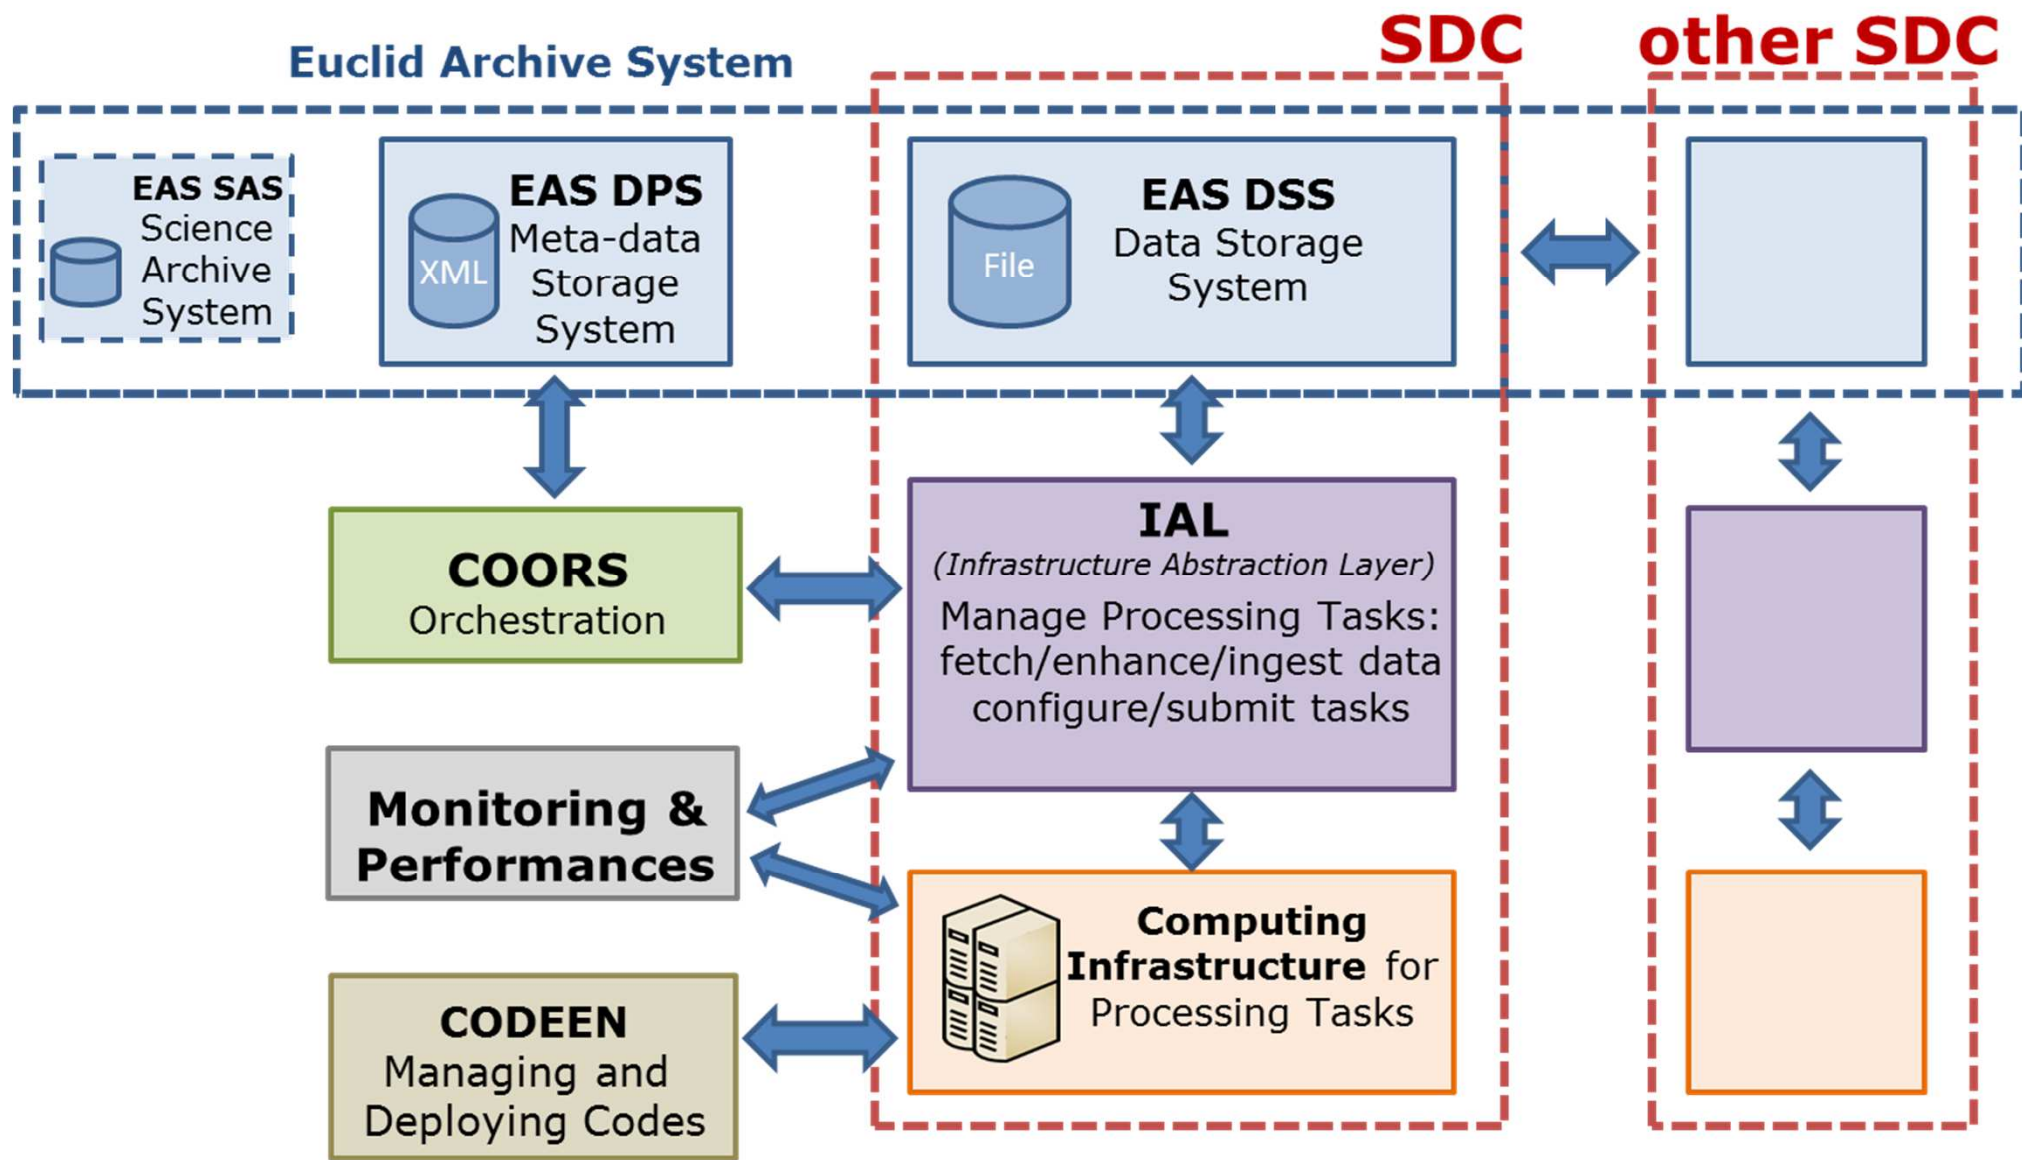 SDC
other SDC
Euclid Archive System
EAS SAS
Science
Archive
System
XML
EAS DPS
Meta-data
Storage
System
File
EAS DSS
Data Storage
System
COORS
Orchestration
IAL
(Infrastructure Abstraction Layer)
Manage Processing Tasks:
fetch/enhance/ingest data
configure/submit tasks
Monitoring &
Performances
Computing
Infrastructure for
Processing Tasks
CODEEN
Managing and
Deploying Codes